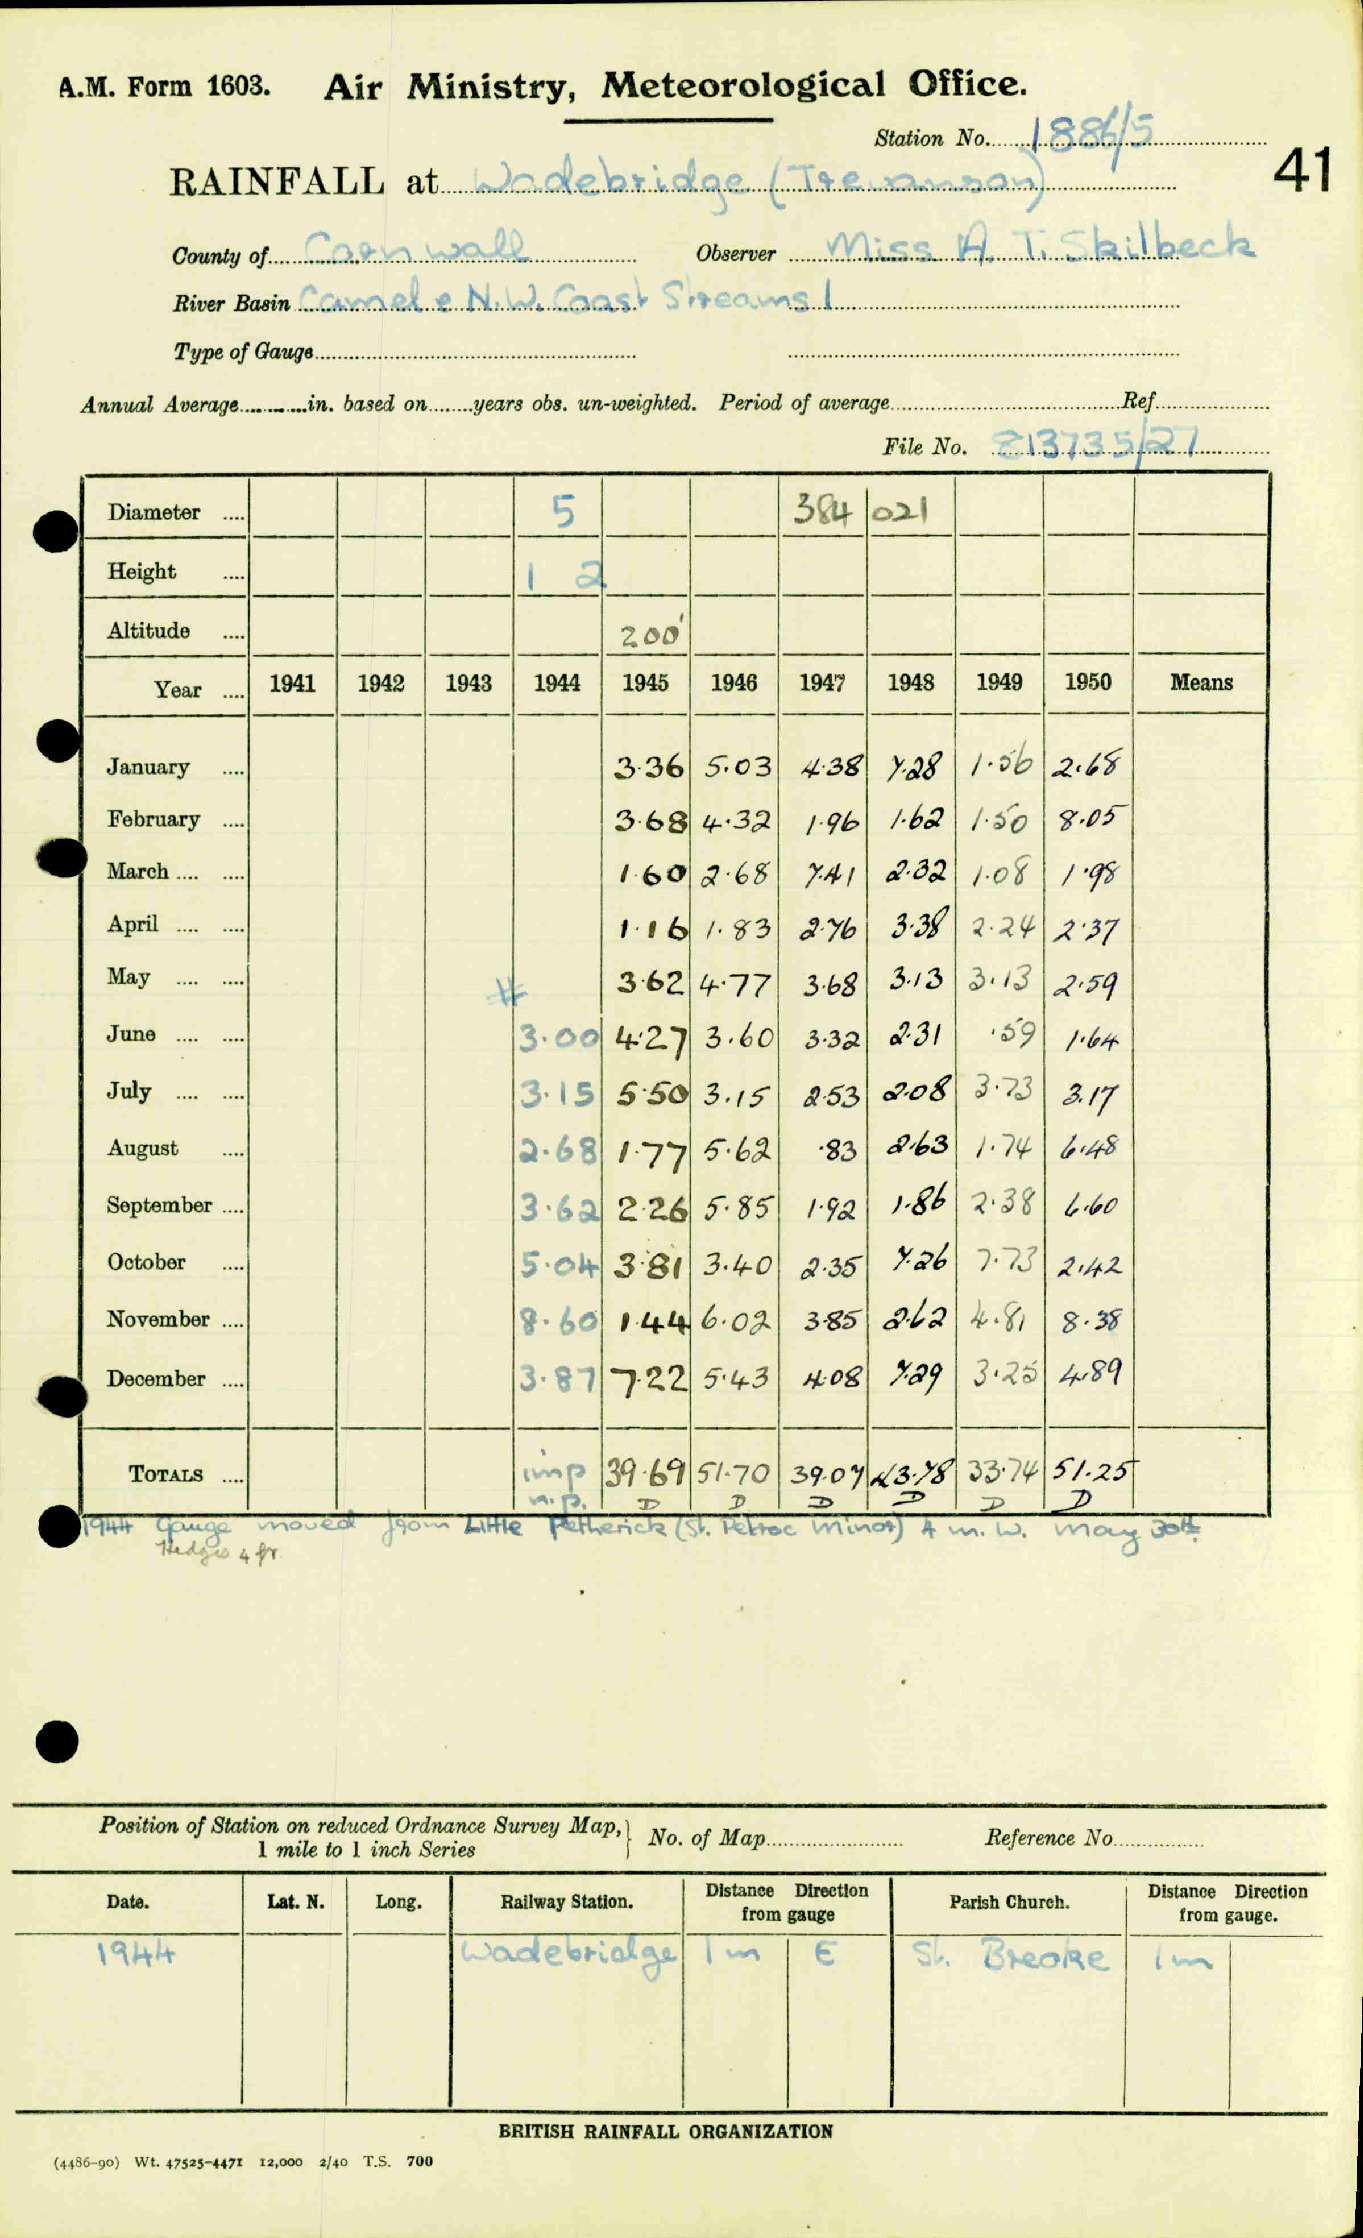 A.M. Form 1603. Air Ministry, Meteorological Office.
Station No. 1886/5
41
RAINFALL at Wadebridge (Trevanson)
County of Cornwall Observer Miss A. T. Skilbeck
River Basin Camel & N.W. Coast Streams 1
Type of Gauge
Annual Average in. based on years obs. un-weighted. Period of average Ref
File No. 813735/27
Diameter .... 5 384 021
Height .... 1 2
Altitude .... 200'
Year .... 1941 1942 1943 1944 1945 1946 1947 1948 1949 1950 Means
January .... 3.36 5.03 4.38 7.28 1.56 2.68
February .... 3.68 4.32 1.96 1.62 1.50 8.05
March .... .... 1.60 2.68 7.41 2.32 1.08 1.98
April .... .... 1.16 1.83 2.76 3.38 2.24 2.37
May .... .... # 3.62 4.77 3.68 3.13 3.13 2.59
June .... .... 3.00 4.27 3.60 3.32 2.31 .59 1.64
July .... .... 3.15 5.50 3.15 2.53 2.08 3.73 3.17
August .... 2.68 1.77 5.62 .83 2.63 1.74 6.48
September .... 3.62 2.26 5.85 1.92 1.86 2.38 6.60
October .... 5.04 3.81 3.40 2.35 7.26 7.73 2.42
November .... 8.60 1.44 6.02 3.85 2.62 4.81 8.38
December .... 3.87 7.22 5.43 4.08 7.29 3.25 4.89
TOTALS .... imp 39.69 51.70 39.07 43.78 33.74 51.25
n.p. D D D D D D
1944 Gauge moved from Little Petherick (St. Petroc Minor) 4 m. W. May 30th
Hedges 4 ft.
Position of Station on reduced Ordnance Survey Map, 1 mile to 1 inch Series } No. of Map Reference No
Date. Lat. N. Long. Railway Station. Distance Direction from gauge Parish Church. Distance Direction from gauge.
1944 Wadebridge 1 m E St. Breoke 1 m
BRITISH RAINFALL ORGANIZATION
(4486-90) Wt. 47525-4471 12,000 2/40 T.S. 700